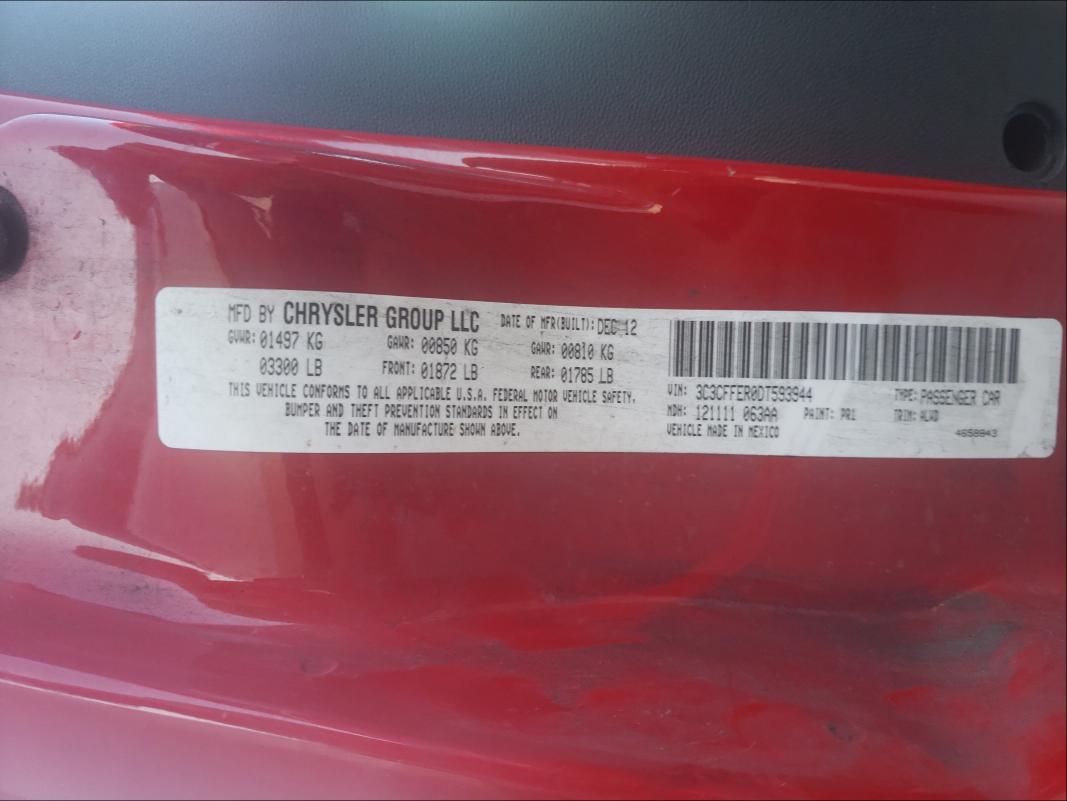 MFD BY CHRYSLER GROUP LLC DATE OF MFR(BUILT): DEC 12
GVWR: 01497 KG GAWR: 00850 KG GAWR: 00810 KG
03300 LB FRONT: 01872 LB REAR: 01785 LB
THIS VEHICLE CONFORMS TO ALL APPLICABLE U.S.A. FEDERAL MOTOR VEHICLE SAFETY,
BUMPER AND THEFT PREVENTION STANDARDS IN EFFECT ON
THE DATE OF MANUFACTURE SHOWN ABOVE.
VIN: 3C3CFFER0DT593944 TYPE: PASSENGER CAR
MDH: 121111 063AA PAINT: PR1 TRIM: ALXD
VEHICLE MADE IN MEXICO 4658943